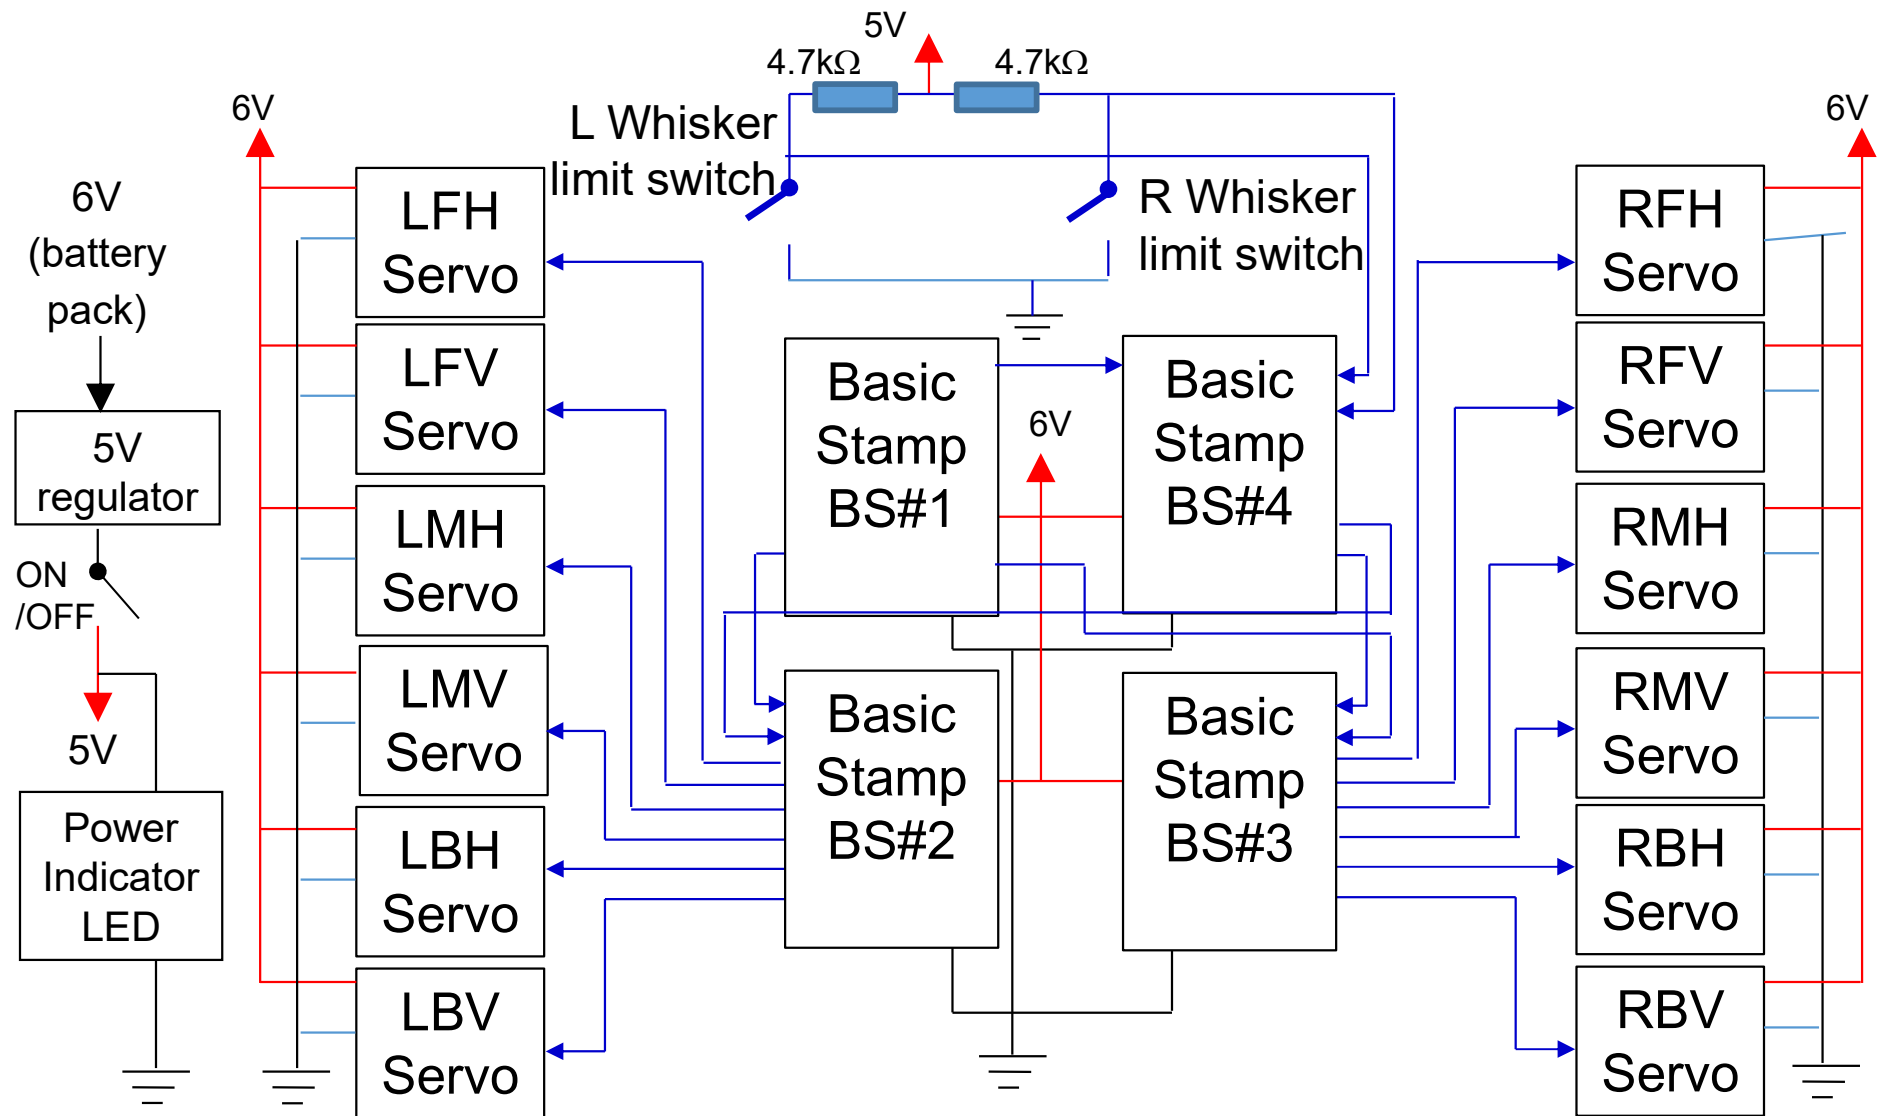 5V
4.7kΩ
4.7kΩ
6V
L Whisker
limit switch
R Whisker
limit switch
6V
6V
(battery
pack)
5V
regulator
ON
/OFF
5V
Power
Indicator
LED
LFH
Servo
LFV
Servo
LMH
Servo
LMV
Servo
LBH
Servo
LBV
Servo
Basic
Stamp
BS#1
6V
Basic
Stamp
BS#4
Basic
Stamp
BS#2
Basic
Stamp
BS#3
RFH
Servo
RFV
Servo
RMH
Servo
RMV
Servo
RBH
Servo
RBV
Servo